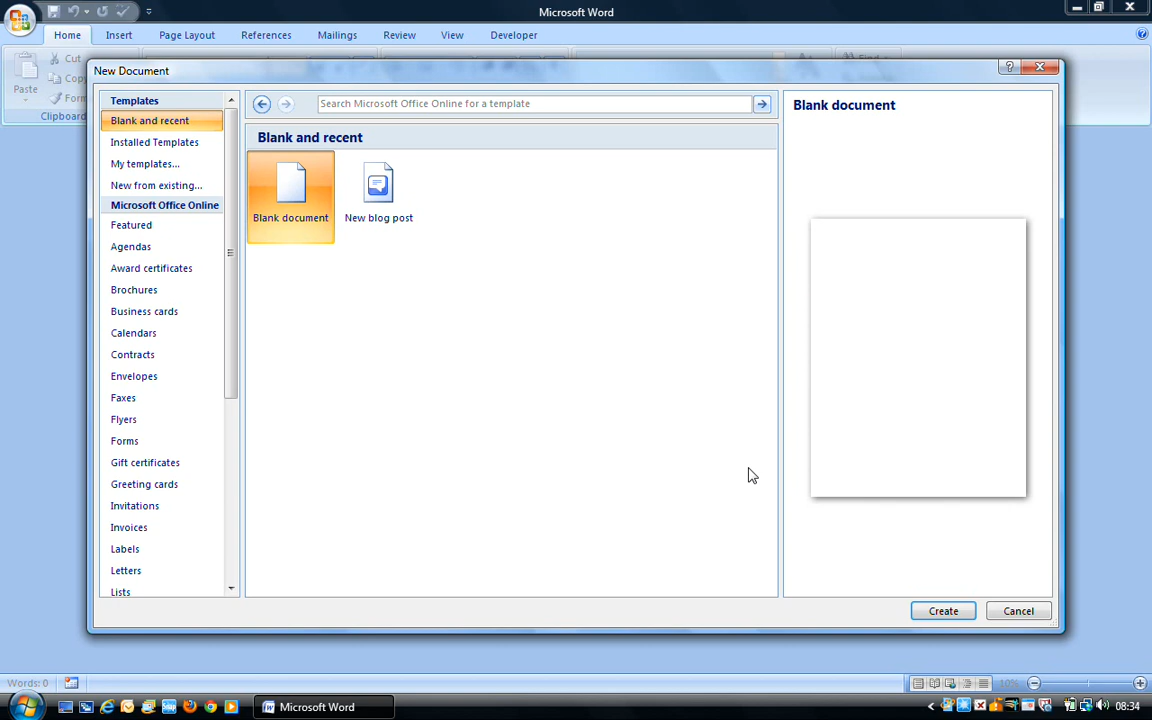 Microsoft Word
Home Insert Page Layout References Mailings Review View Developer
Cut
Copy
Paste
Clipboard
New Document
Templates
Blank and recent
Installed Templates
My templates...
New from existing...
Microsoft Office Online
Featured
Agendas
Award certificates
Brochures
Business cards
Calendars
Contracts
Envelopes
Faxes
Flyers
Forms
Gift certificates
Greeting cards
Invitations
Invoices
Labels
Letters
Lists
Search Microsoft Office Online for a template
Blank and recent
Blank document New blog post
Blank document
Create Cancel
Words: 0
10%
Microsoft Word
08:34